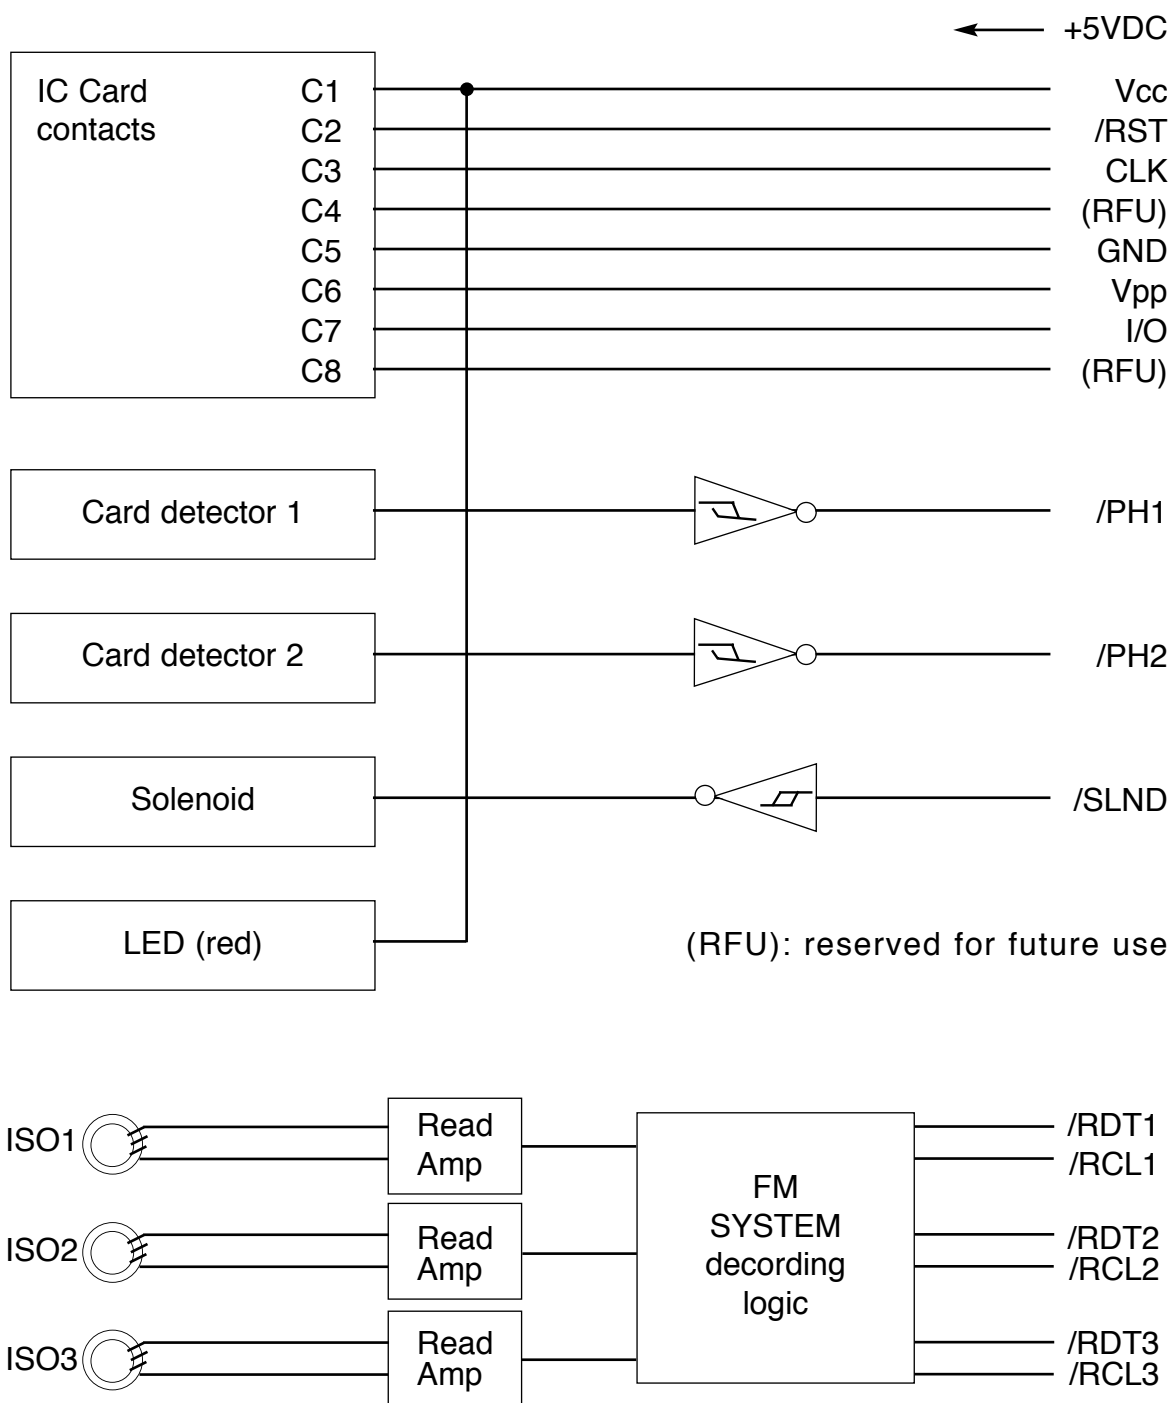 +5VDC
IC Card C1 Vcc
contacts C2 /RST
C3 CLK
C4 (RFU)
C5 GND
C6 Vpp
C7 I/O
C8 (RFU)
Card detector 1 /PH1
Card detector 2 /PH2
Solenoid /SLND
LED (red) (RFU): reserved for future use
ISO1 Read Amp /RDT1
/RCL1
FM
SYSTEM
decording
logic
ISO2 Read Amp /RDT2
/RCL2
ISO3 Read Amp /RDT3
/RCL3